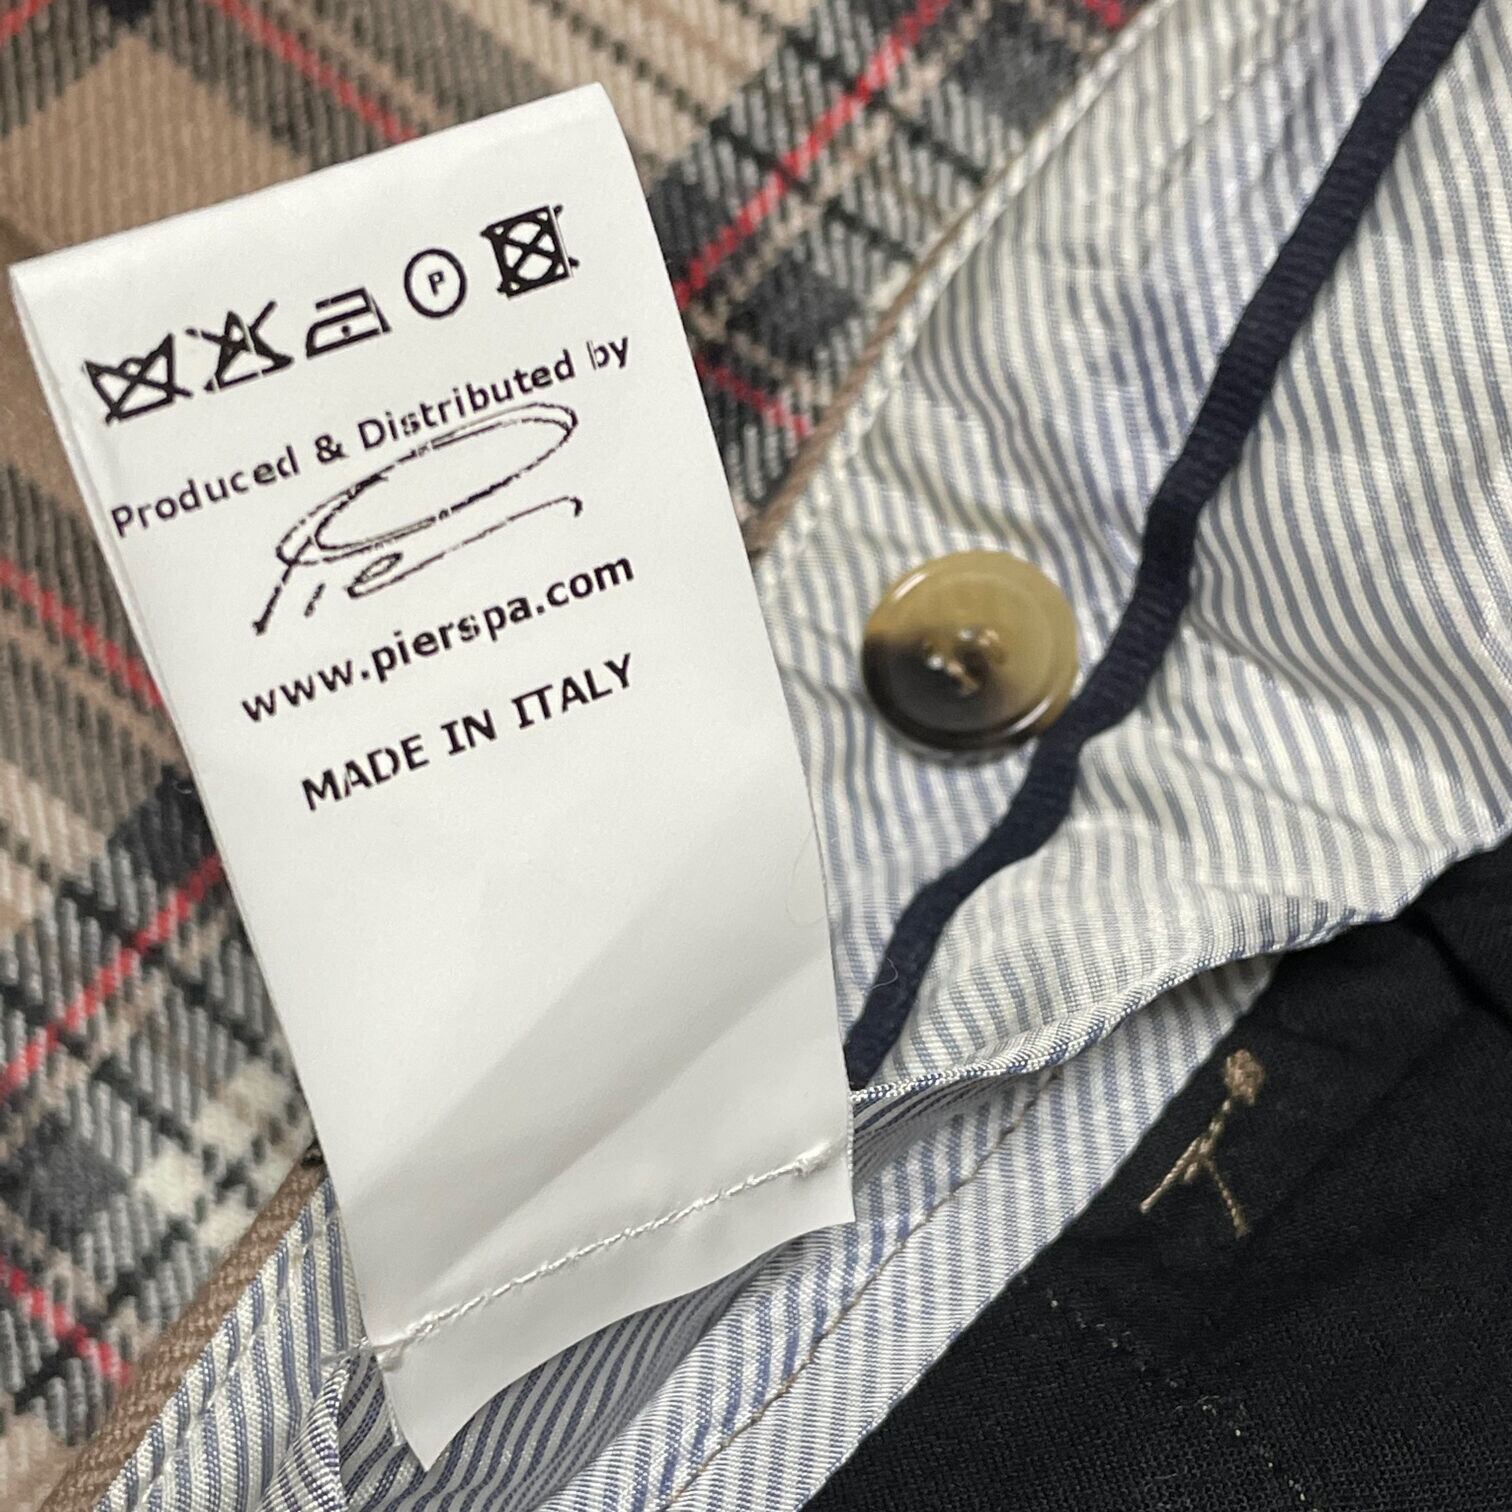 P
Produced & Distributed by
www.pierspa.com
MADE IN ITALY